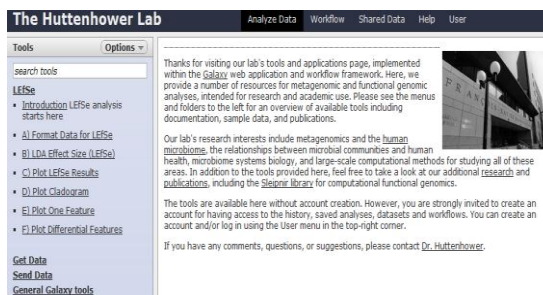 The Huttenhower Lab
Analyze Data Workflow Shared Data Help User
Tools
Options
search tools
LEfSe
Introduction LEfSe analysis
starts here
A) Format Data for LEfSe
B) LDA Effect Size (LEfSe)
C) Plot LEfSe Results
D) Plot Cladogram
E) Plot One Feature
F) Plot Differential Features
Get Data
Send Data
General Galaxy tools
Thanks for visiting our lab's tools and applications page, implemented
within the Galaxy web application and workflow framework. Here, we
provide a number of resources for metagenomic and functional genomic
analyses, intended for research and academic use. Please see the menus
and folders to the left for an overview of available tools including
documentation, sample data, and publications.
Our lab's research interests include metagenomics and the human
microbiome, the relationships between microbial communities and human
health, microbiome systems biology, and large-scale computational methods for studying all of these
areas. In addition to the tools provided here, feel free to take a look at our additional research and
publications, including the Sleipnir library for computational functional genomics.
The tools are available here without account creation. However, you are strongly invited to create an
account for having access to the history, saved analyses, datasets and workflows. You can create an
account and/or log in using the User menu in the top-right corner.
If you have any comments, questions, or suggestions, please contact Dr. Huttenhower.